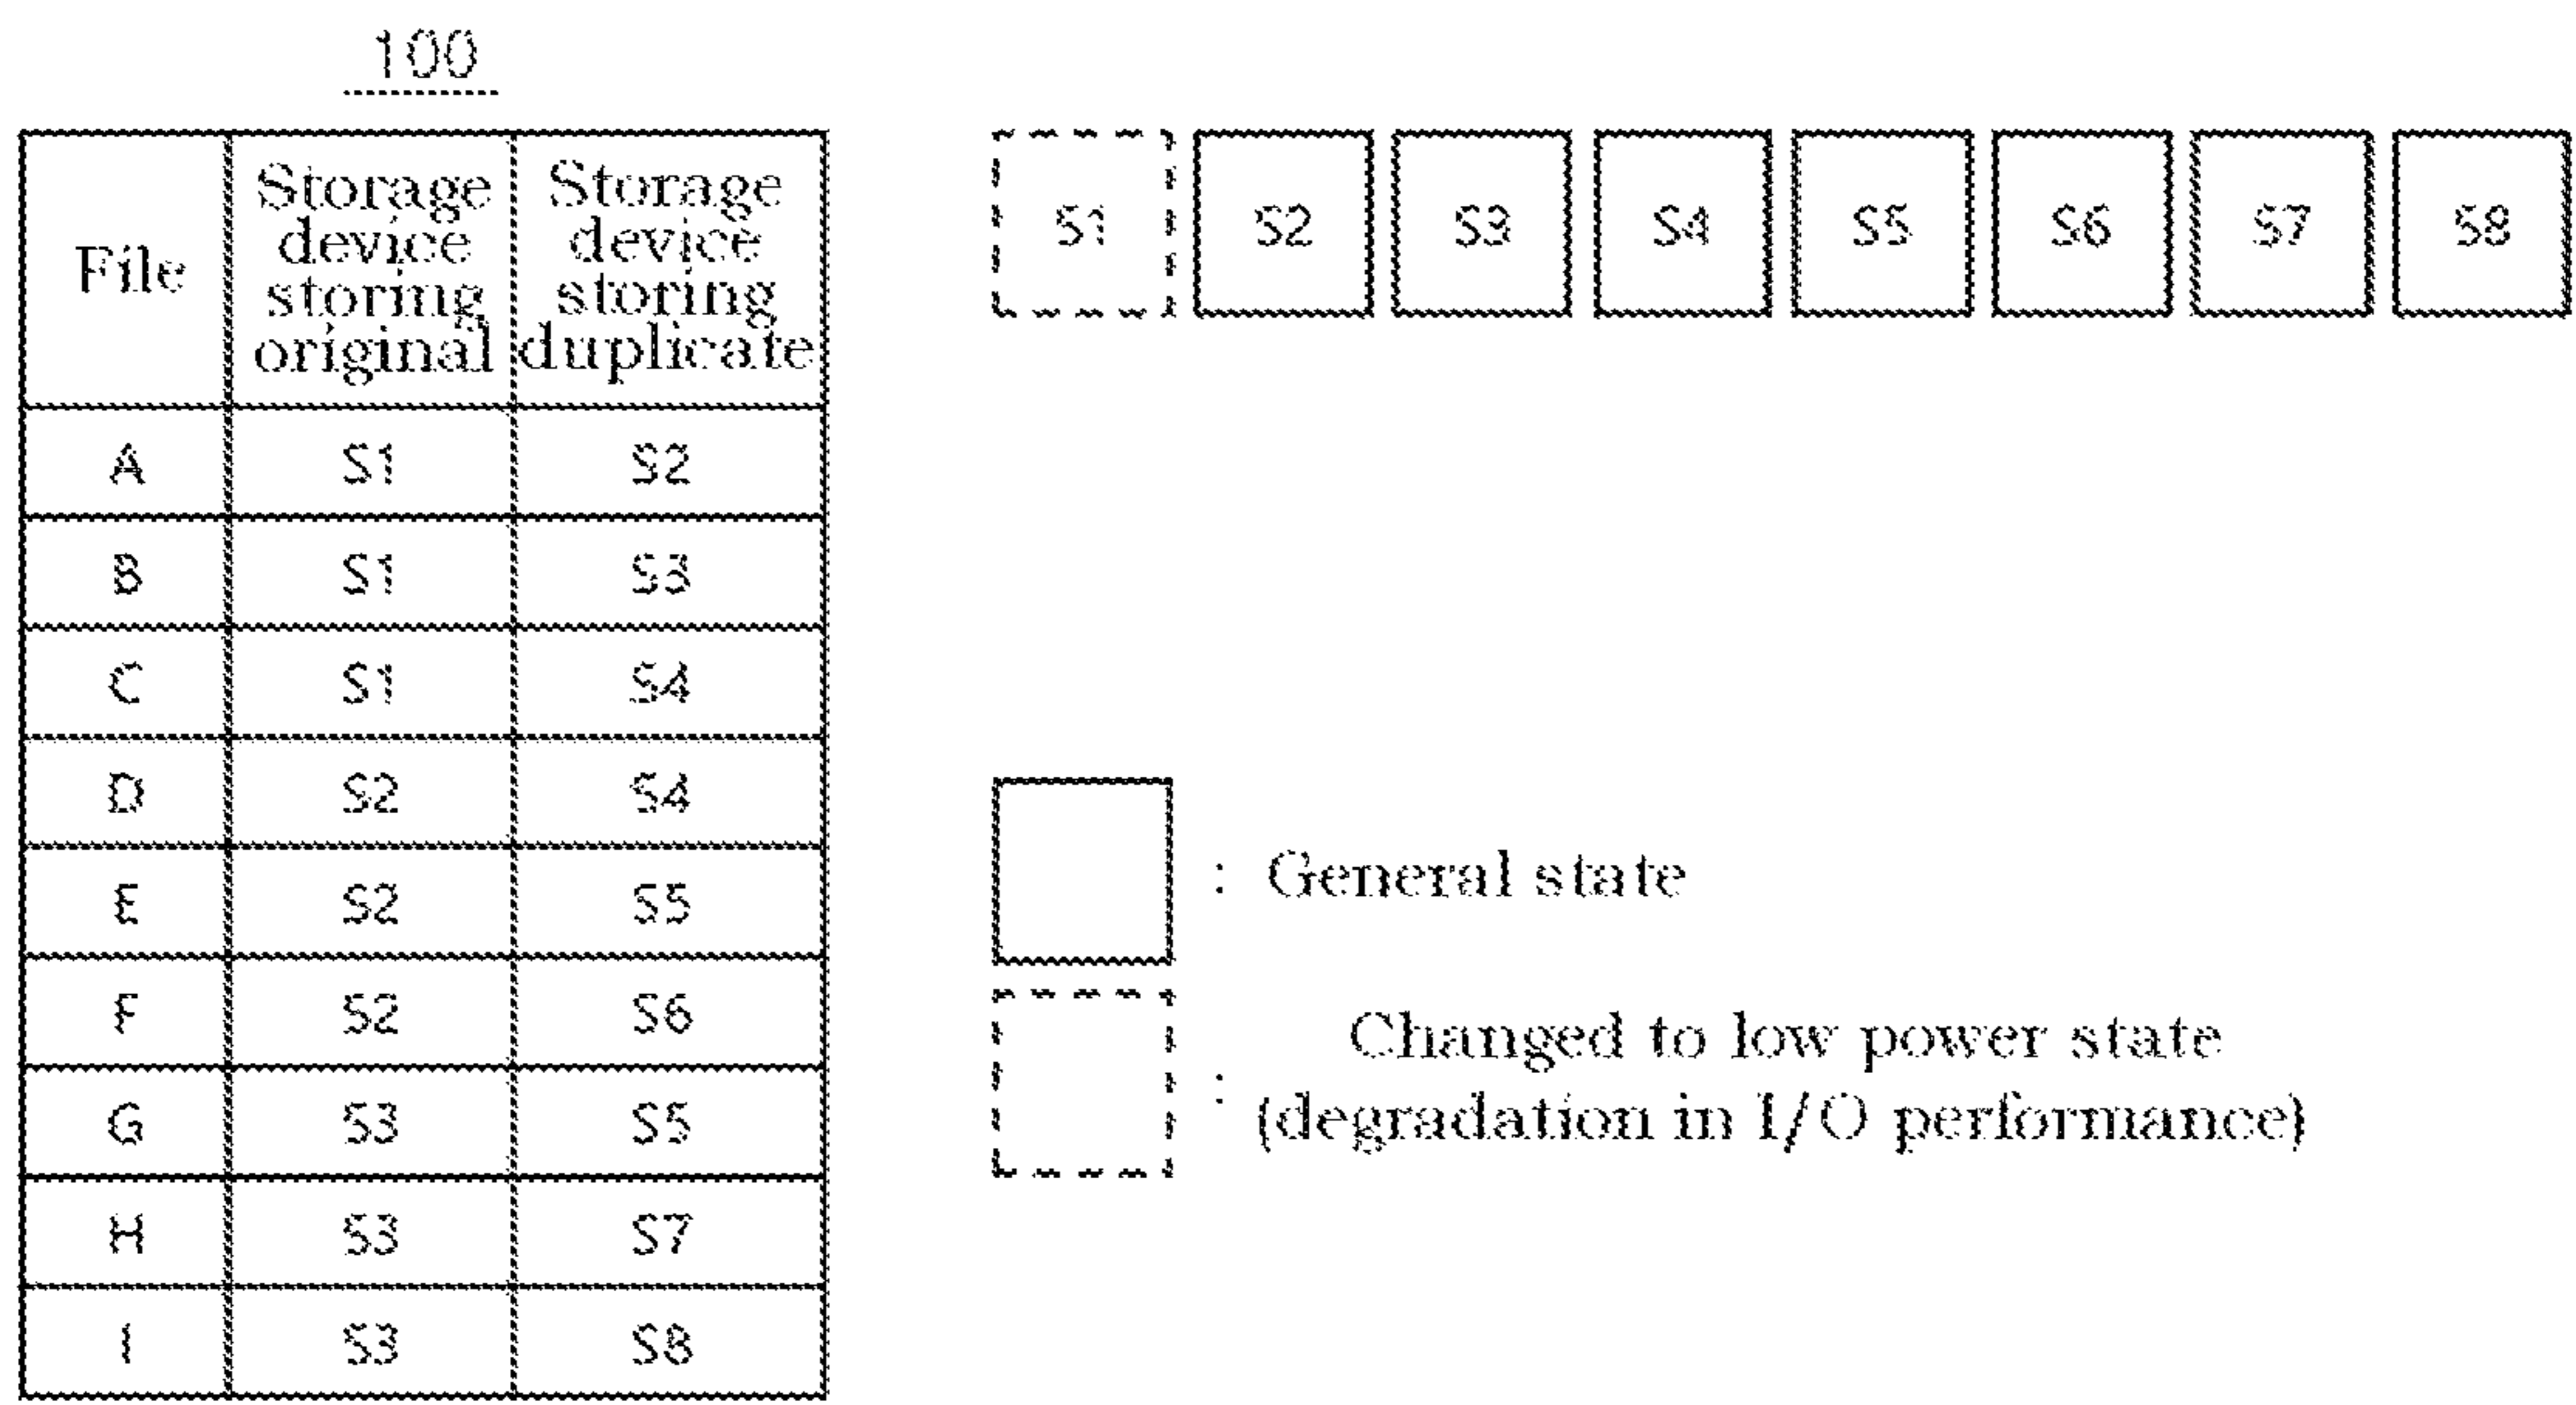 100
File
Storage device storing original
Storage device storing duplicate
A S1 S2
B S1 S3
C S1 S4
D S2 S4
E S2 S5
F S2 S6
G S3 S5
H S3 S7
I S3 S8
S1 S2 S3 S4 S5 S6 S7 S8
: General state
: Changed to low power state
(degradation in I/O performance)